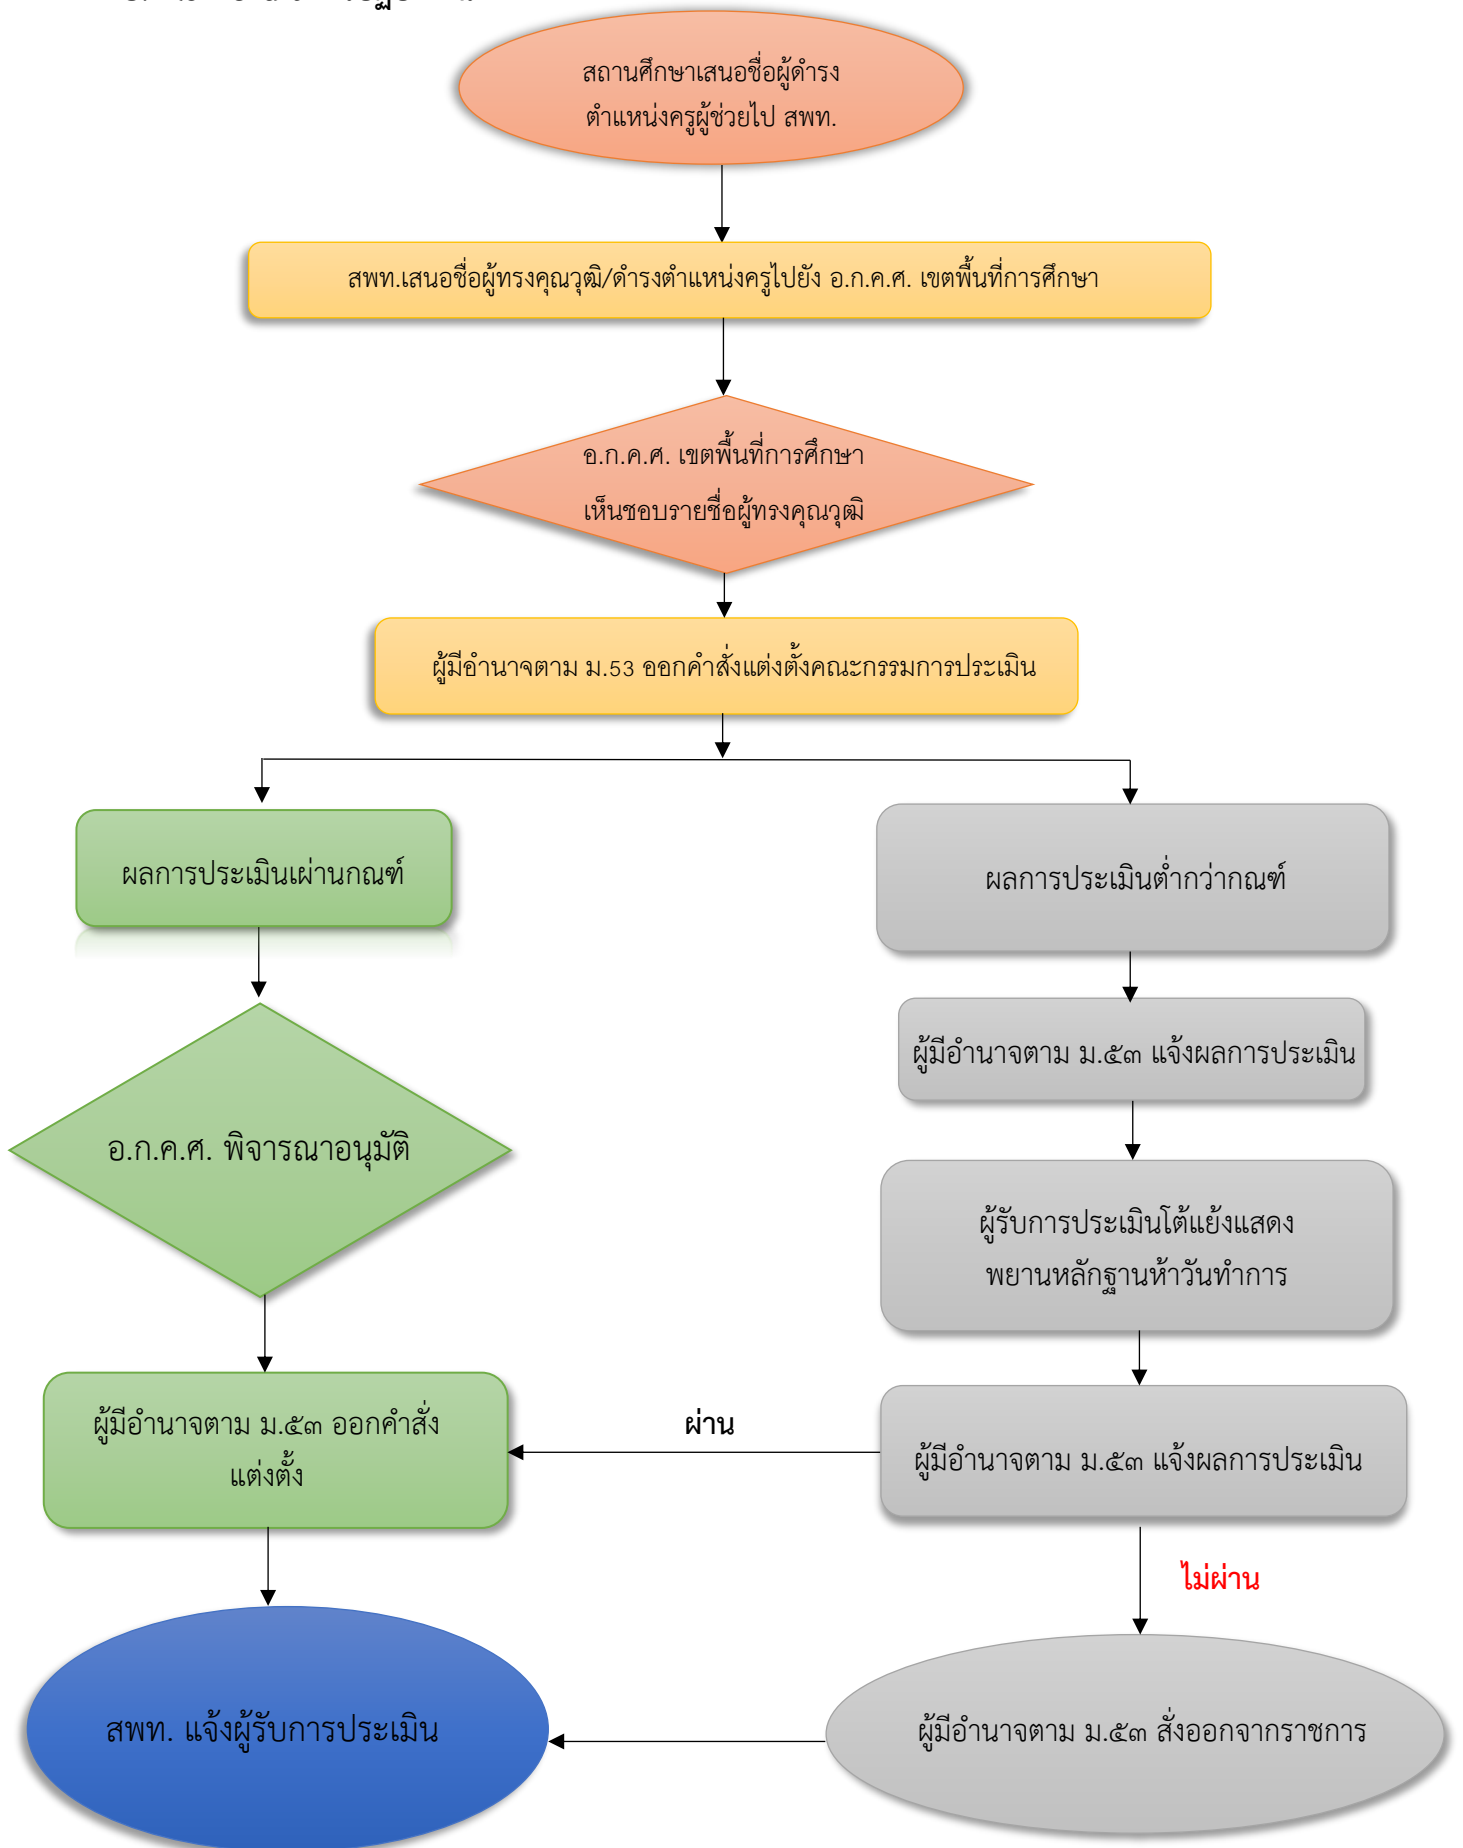 สถานศึกษาเสนอชื่อผู้ดำรง
ตำแหน่งครูผู้ช่วยไป สพท.
สพท.เสนอชื่อผู้ทรงคุณวุฒิ/ดำรงตำแหน่งครูไปยัง อ.ก.ค.ศ. เขตพื้นที่การศึกษา
อ.ก.ค.ศ. เขตพื้นที่การศึกษา
เห็นชอบรายชื่อผู้ทรงคุณวุฒิ
ผู้มีอำนาจตาม ม.53 ออกคำสั่งแต่งตั้งคณะกรรมการประเมิน
ผลการประเมินเผ่านกณฑ์
ผลการประเมินต่ำกว่ากณฑ์
ผู้มีอำนาจตาม ม.๕๓ แจ้งผลการประเมิน
อ.ก.ค.ศ. พิจารณาอนุมัติ
ผู้รับการประเมินโต้แย้งแสดง
พยานหลักฐานห้าวันทำการ
ผู้มีอำนาจตาม ม.๕๓ ออกคำสั่ง
แต่งตั้ง
ผ่าน
ผู้มีอำนาจตาม ม.๕๓ แจ้งผลการประเมิน
ไม่ผ่าน
สพท. แจ้งผู้รับการประเมิน
ผู้มีอำนาจตาม ม.๕๓ สั่งออกจากราชการ